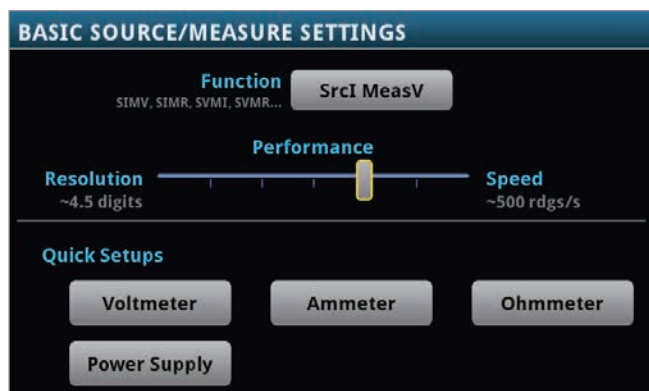 BASIC SOURCE/MEASURE SETTINGS
Function
SIMV, SIMR, SVMI, SVMR...
SrcI MeasV
Performance
Resolution
~4.5 digits
Speed
~500 rdgs/s
Quick Setups
Voltmeter
Ammeter
Ohmmeter
Power Supply